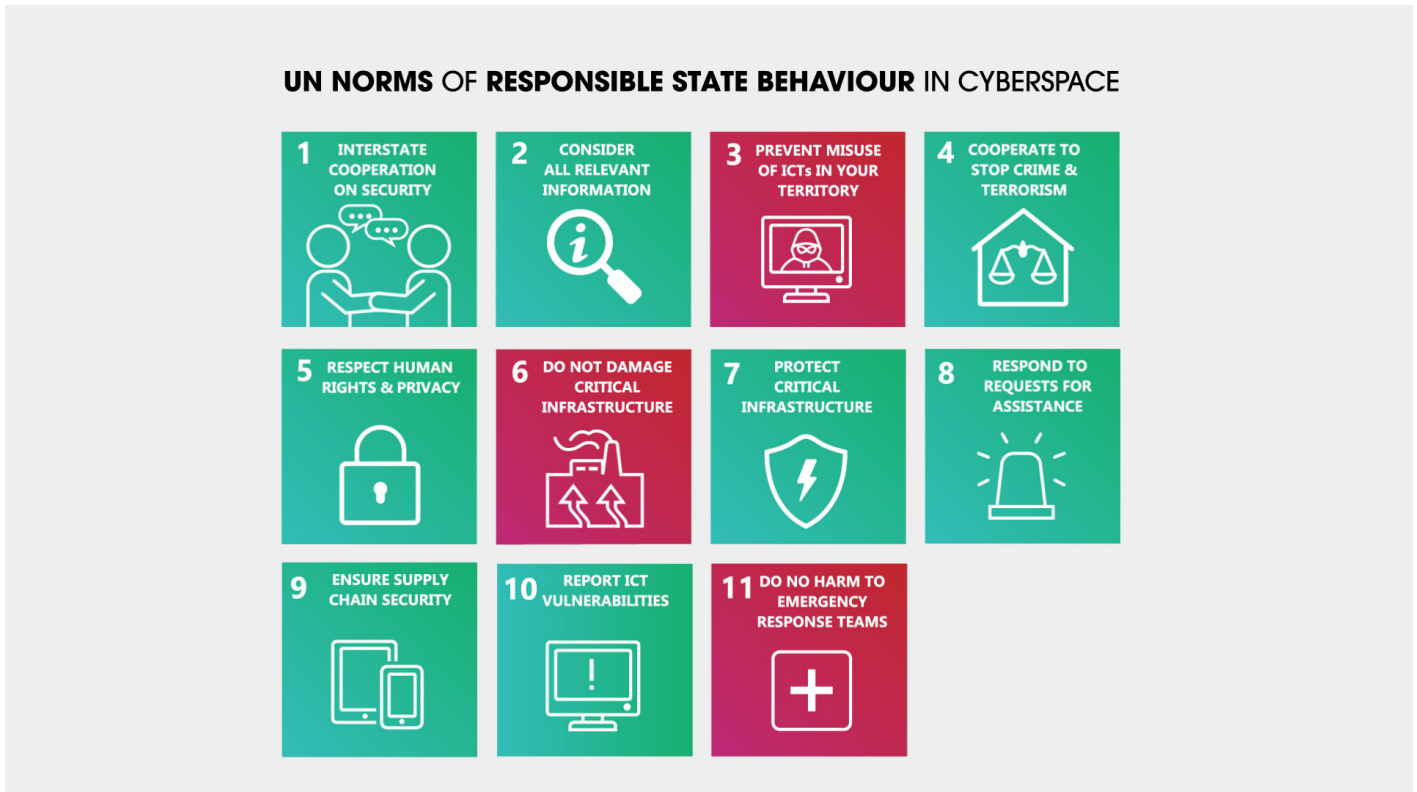 UN NORMS OF RESPONSIBLE STATE BEHAVIOUR IN CYBERSPACE
1 INTERSTATE
COOPERATION
ON SECURITY
2 CONSIDER
ALL RELEVANT
INFORMATION
i
3 PREVENT MISUSE
OF ICTs IN YOUR
TERRITORY
4 COOPERATE TO
STOP CRIME &
TERRORISM
5 RESPECT HUMAN
RIGHTS & PRIVACY
6 DO NOT DAMAGE
CRITICAL
INFRASTRUCTURE
7 PROTECT
CRITICAL
INFRASTRUCTURE
8 RESPOND TO
REQUESTS FOR
ASSISTANCE
9 ENSURE SUPPLY
CHAIN SECURITY
10 REPORT ICT
VULNERABILITIES
!
11 DO NO HARM TO
EMERGENCY
RESPONSE TEAMS